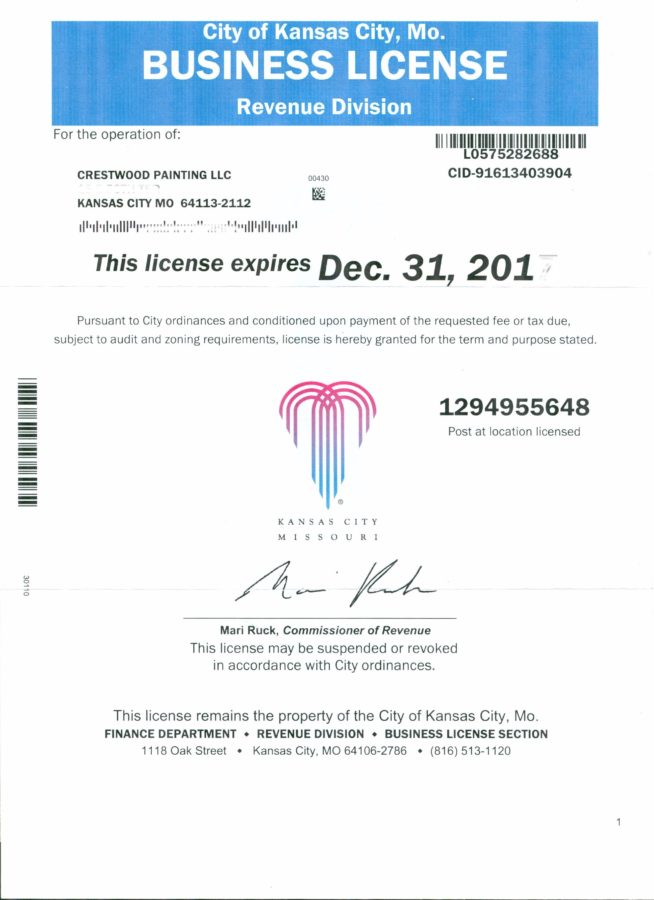 City of Kansas City, Mo.
BUSINESS LICENSE
Revenue Division
For the operation of:
L0575282688
CRESTWOOD PAINTING LLC
00430
CID-91613403904
KANSAS CITY MO 64113-2112
This license expires Dec. 31, 201
Pursuant to City ordinances and conditioned upon payment of the requested fee or tax due,
subject to audit and zoning requirements, license is hereby granted for the term and purpose stated.
1294955648
Post at location licensed
®
KANSAS CITY
MISSOURI
30110
Mari Ruck
Mari Ruck, Commissioner of Revenue
This license may be suspended or revoked
in accordance with City ordinances.
This license remains the property of the City of Kansas City, Mo.
FINANCE DEPARTMENT • REVENUE DIVISION • BUSINESS LICENSE SECTION
1118 Oak Street • Kansas City, MO 64106-2786 • (816) 513-1120
1